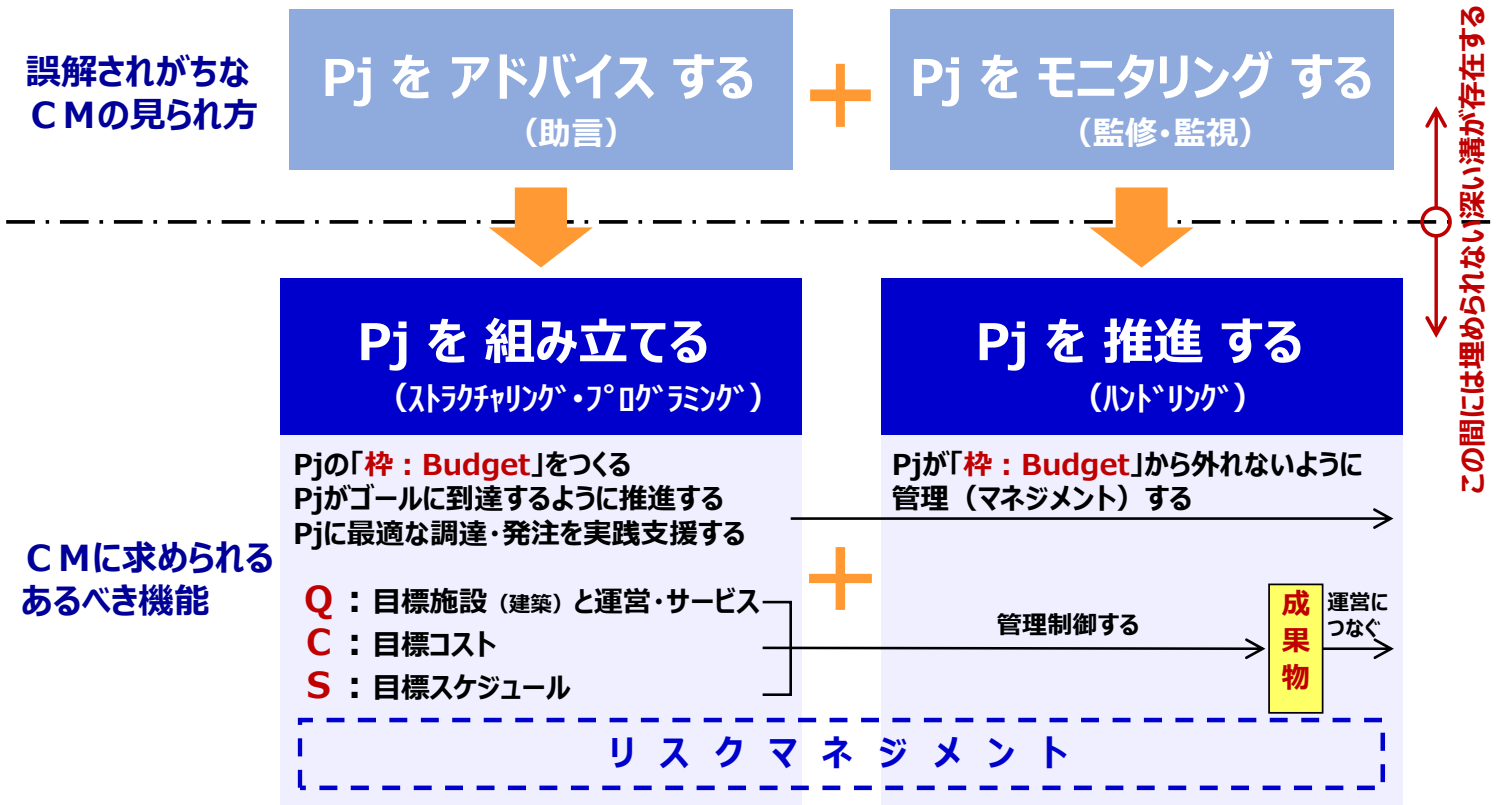 誤解されがちな
ＣＭの見られ方
Pj を アドバイス する
（助言）
＋
Pj を モニタリング する
（監修・監視）
この間には埋められない深い溝が存在する
ＣＭに求められる
あるべき機能
Pj を 組み立てる
（ｽﾄﾗｸﾁｬﾘﾝｸﾞ・ﾌﾟﾛｸﾞﾗﾐﾝｸﾞ）
Pjの「枠：Budget」をつくる
Pjがゴールに到達するように推進する
Pjに最適な調達・発注を実践支援する
Q ：目標施設（建築）と運営・サービス
C ：目標コスト
S ：目標スケジュール
＋
Pj を 推進 する
（ﾊﾝﾄﾞﾘﾝｸﾞ）
Pjが「枠：Budget」から外れないように
管理（マネジメント）する
管理制御する
成果物
運営に
つなぐ
リスクマネジメント